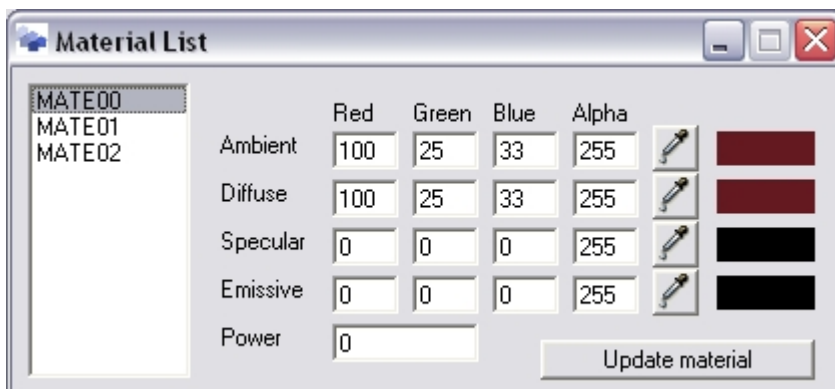 Material List
MATE00
MATE01
MATE02
Red Green Blue Alpha
Ambient 100 25 33 255
Diffuse 100 25 33 255
Specular 0 0 0 255
Emissive 0 0 0 255
Power 0
Update material